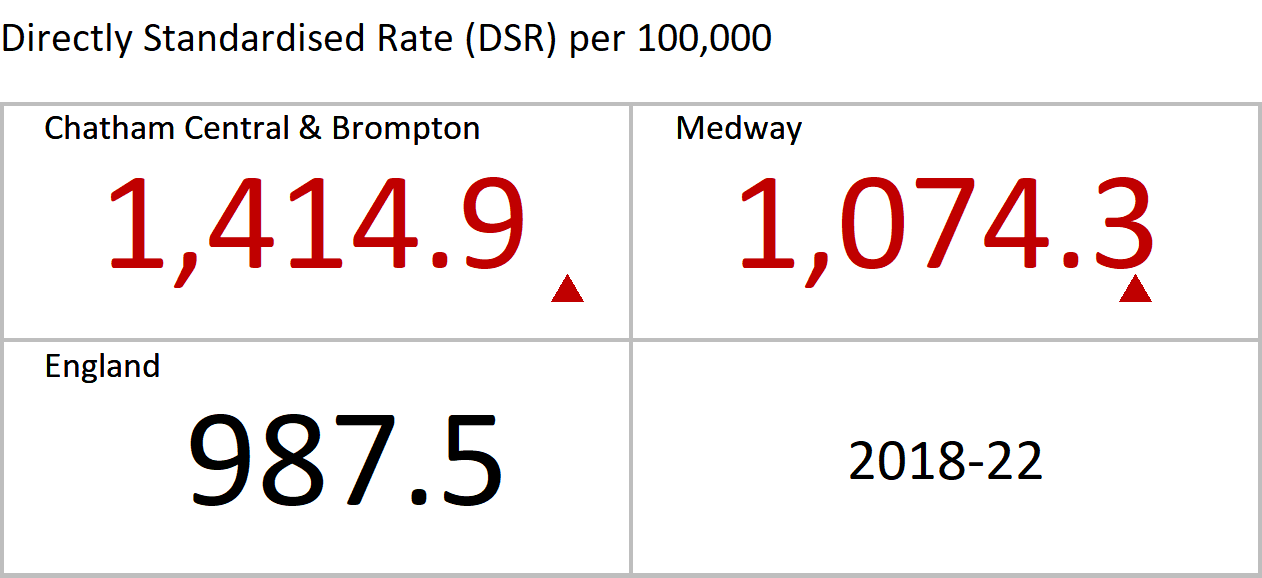 Directly Standardised Rate (DSR) per 100,000
Chatham Central & Brompton
1,414.9
Medway
1,074.3
England
987.5
2018-22